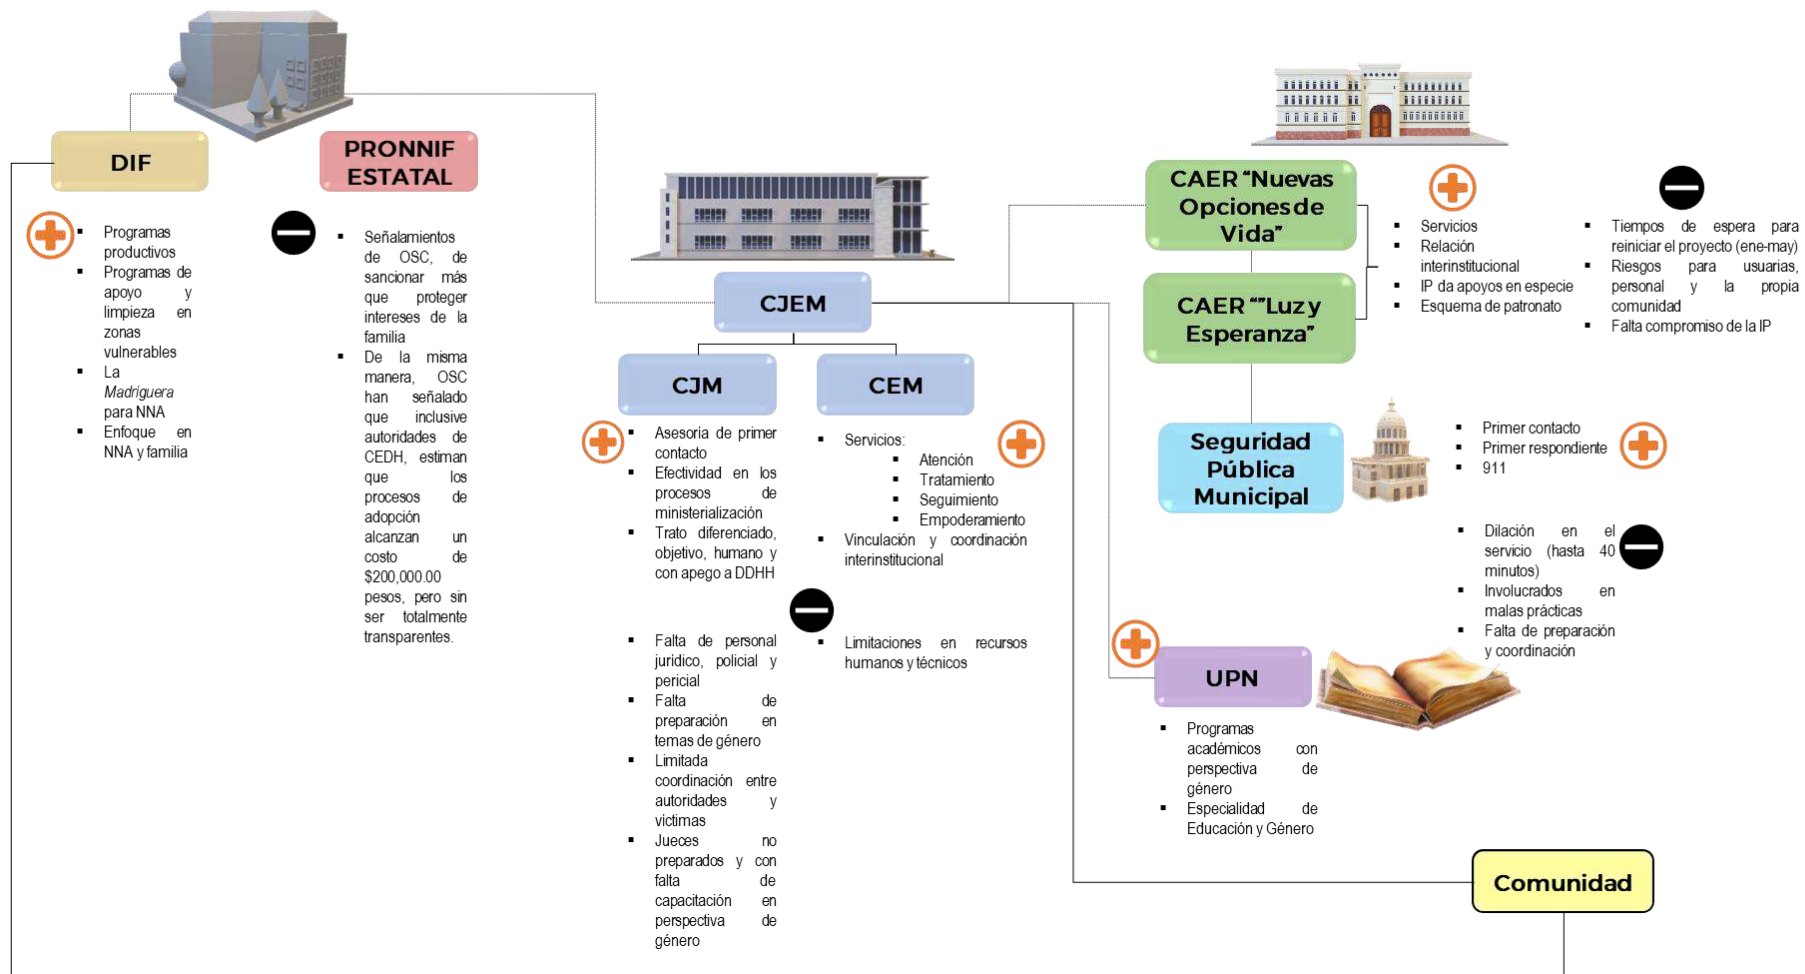 DIF
Programas
productivos
Programas de
apoyo y
limpieza en
zonas
vulnerables
La
Madriguera
para NNA
Enfoque en
NNA y familia
PRONNIF
ESTATAL
Señalamientos
de OSC, de
sancionar más
que proteger
intereses de la
familia
De la misma
manera, OSC
han señalado
que inclusive
autoridades de
CEDH, estiman
que los
procesos de
adopción
alcanzan un
costo de
$200,000.00
pesos, pero sin
ser totalmente
transparentes.
CJEM
CJM
Asesoría de primer
contacto
Efectividad en los
procesos de
ministerialización
Trato diferenciado,
objetivo, humano y
con apego a DDHH
Falta de personal
jurídico, policial y
pericial
Falta de
preparación en
temas de género
Limitada
coordinación entre
autoridades y
víctimas
Jueces no
preparados y con
falta de
capacitación en
perspectiva de
género
CEM
Servicios:
Atención
Tratamiento
Seguimiento
Empoderamiento
Vinculación y coordinación
interinstitucional
Limitaciones en recursos
humanos y técnicos
CAER “Nuevas
Opciones de
Vida”
CAER “”Luz y
Esperanza”
Servicios
Relación
interinstitucional
IP da apoyos en especie
Esquema de patronato
Tiempos de espera para
reiniciar el proyecto (ene-may)
Riesgos para usuarias,
personal y la propia
comunidad
Falta compromiso de la IP
Seguridad
Pública
Municipal
Primer contacto
Primer respondiente
911
Dilación en el
servicio (hasta 40
minutos)
Involucrados en
malas prácticas
Falta de preparación
y coordinación
UPN
Programas
académicos con
perspectiva de
género
Especialidad de
Educación y Género
Comunidad